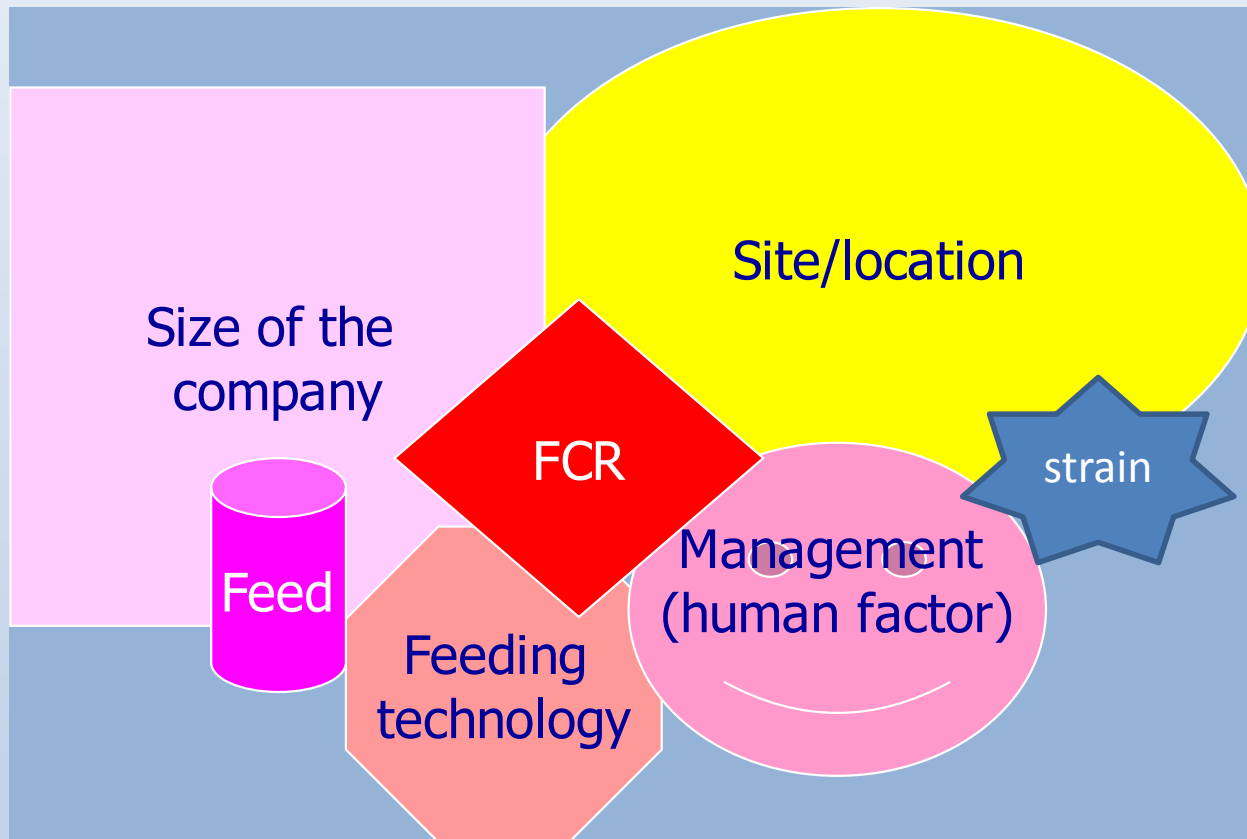 Site/location
Size of the
company
FCR
strain
Management
(human factor)
Feed
Feeding
technology